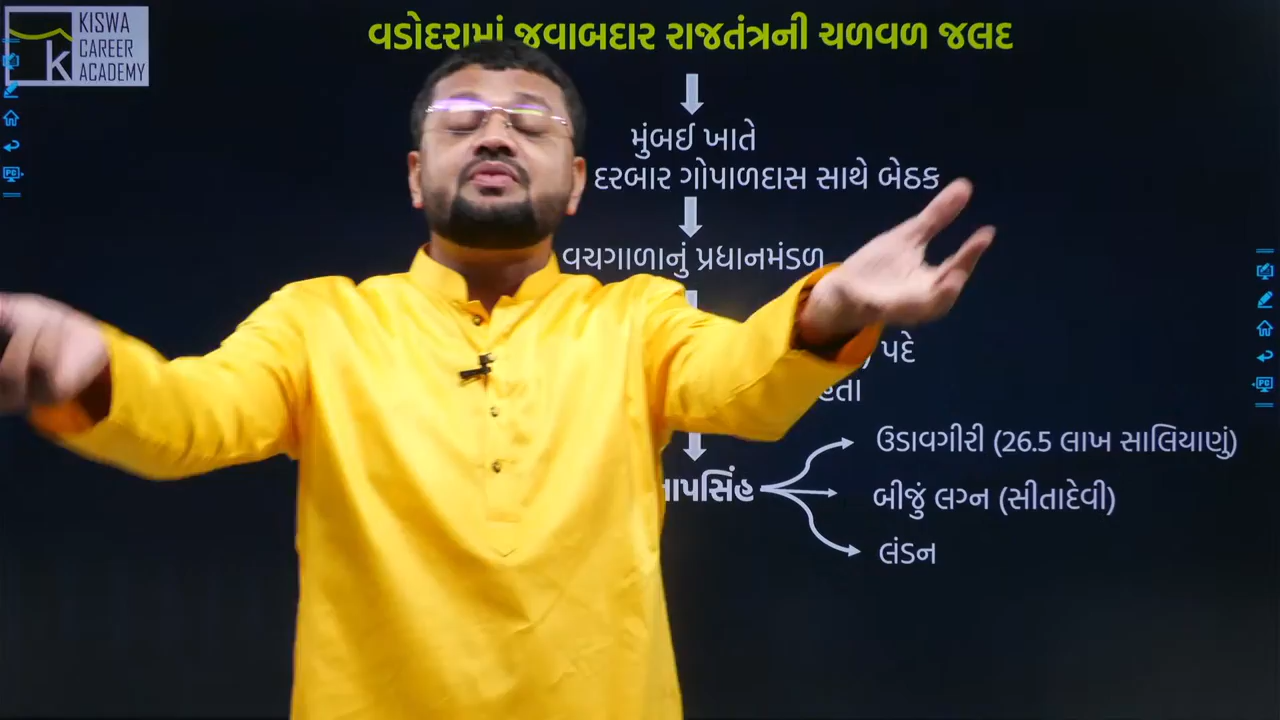 KISWA
CAREER
ACADEMY
વડોદરામાં જવાબદાર રાજતંત્રની ચળવળ જલદ
મુંબઈ ખાતે
દરબાર ગોપાળદાસ સાથે બેઠક
વચગાળાનું પ્રધાનમંડળ
પદે
ઉડાવગીરી (26.5 લાખ સાલિયાણું)
બીજું લગ્ન (સીતાદેવી)
લંડન